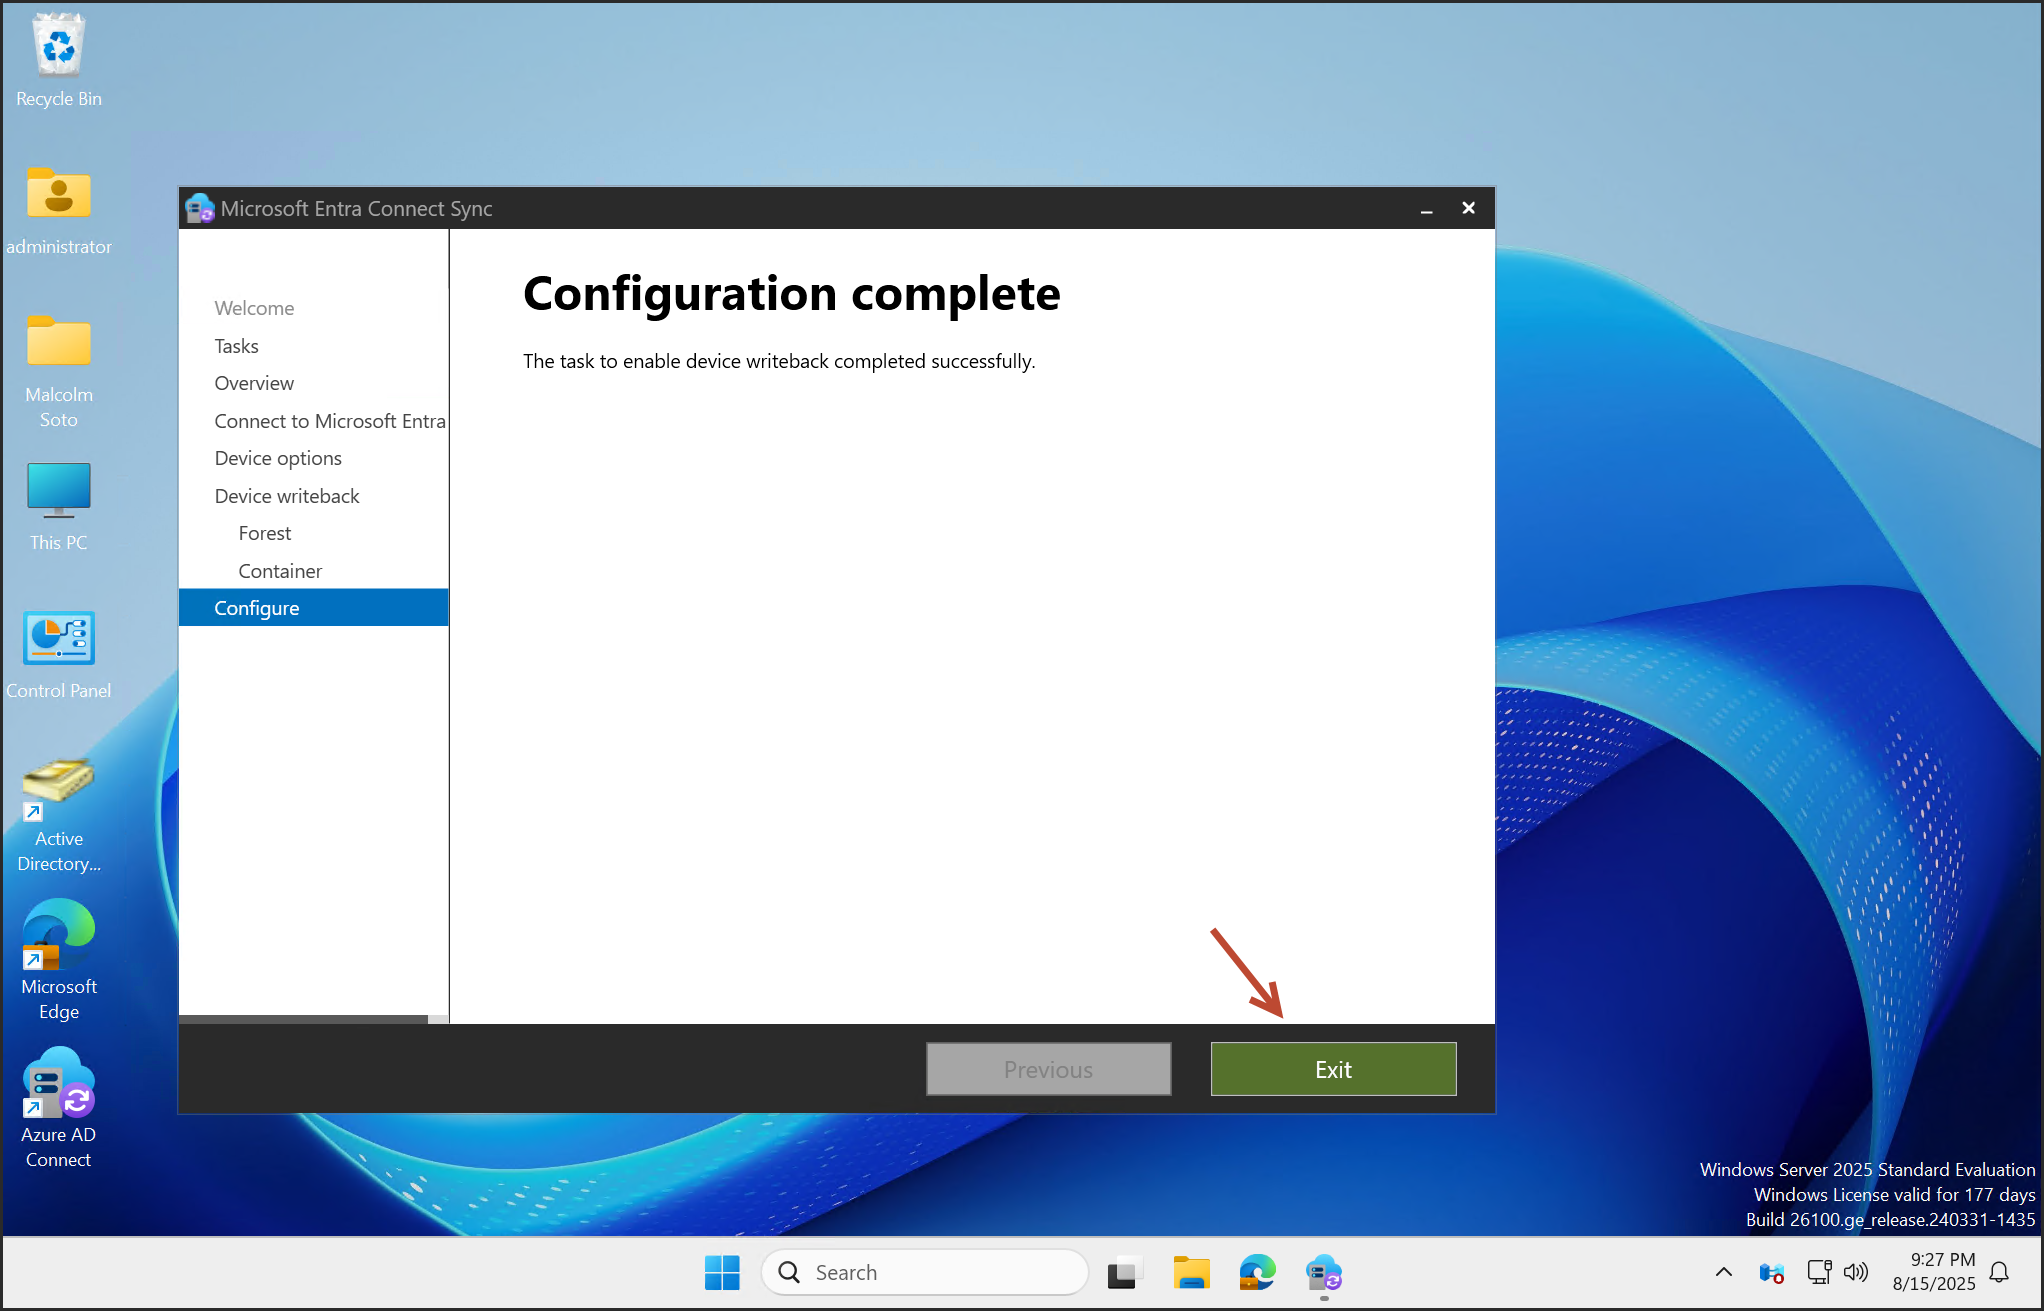 Recycle Bin
administrator
Malcolm
Soto
This PC
Control Panel
Active
Directory...
Microsoft
Edge
Azure AD
Connect
Microsoft Entra Connect Sync
Welcome
Tasks
Overview
Connect to Microsoft Entra
Device options
Device writeback
Forest
Container
Configure
Configuration complete
The task to enable device writeback completed successfully.
Previous
Exit
Windows Server 2025 Standard Evaluation
Windows License valid for 177 days
Build 26100.ge_release.240331-1435
Search
9:27 PM
8/15/2025